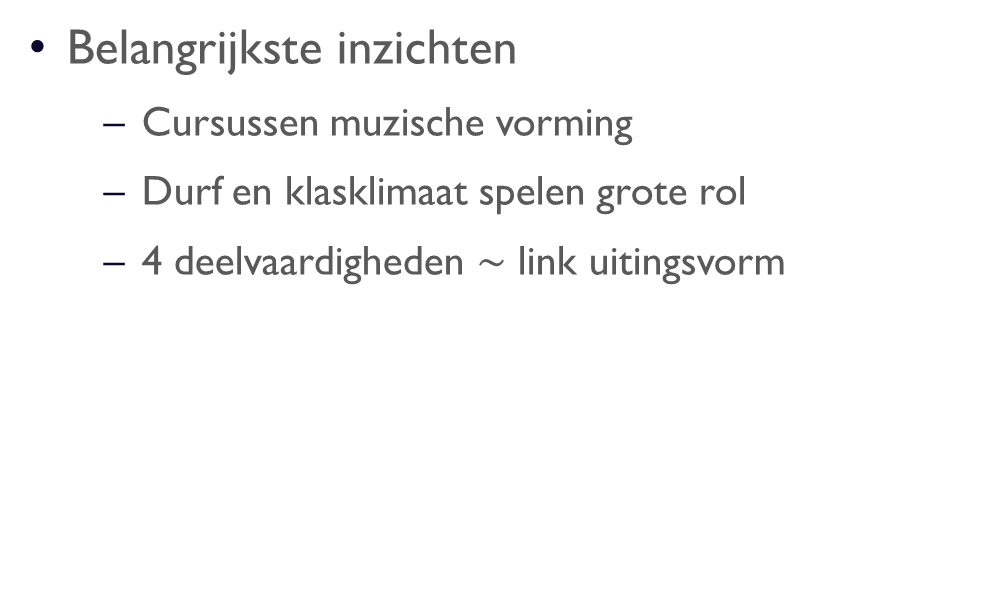 • Belangrijkste inzichten
– Cursussen muzische vorming
– Durf en klasklimaat spelen grote rol
– 4 deelvaardigheden ~ link uitingsvorm